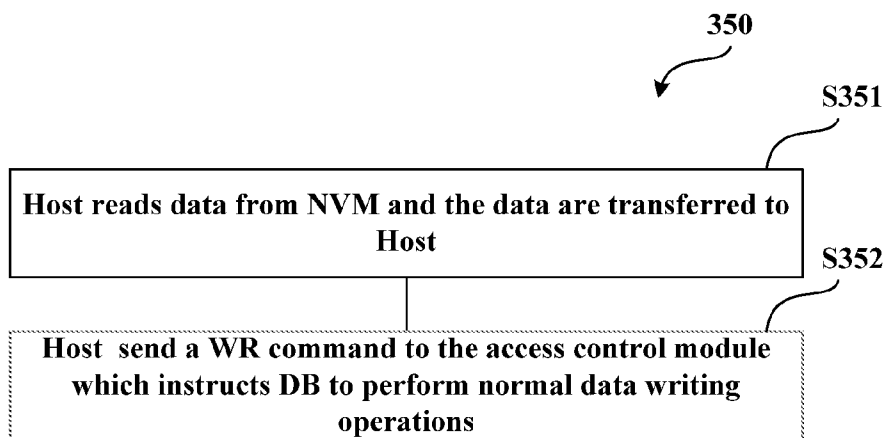 350
S351
Host reads data from NVM and the data are transferred to
Host
S352
Host send a WR command to the access control module
which instructs DB to perform normal data writing
operations